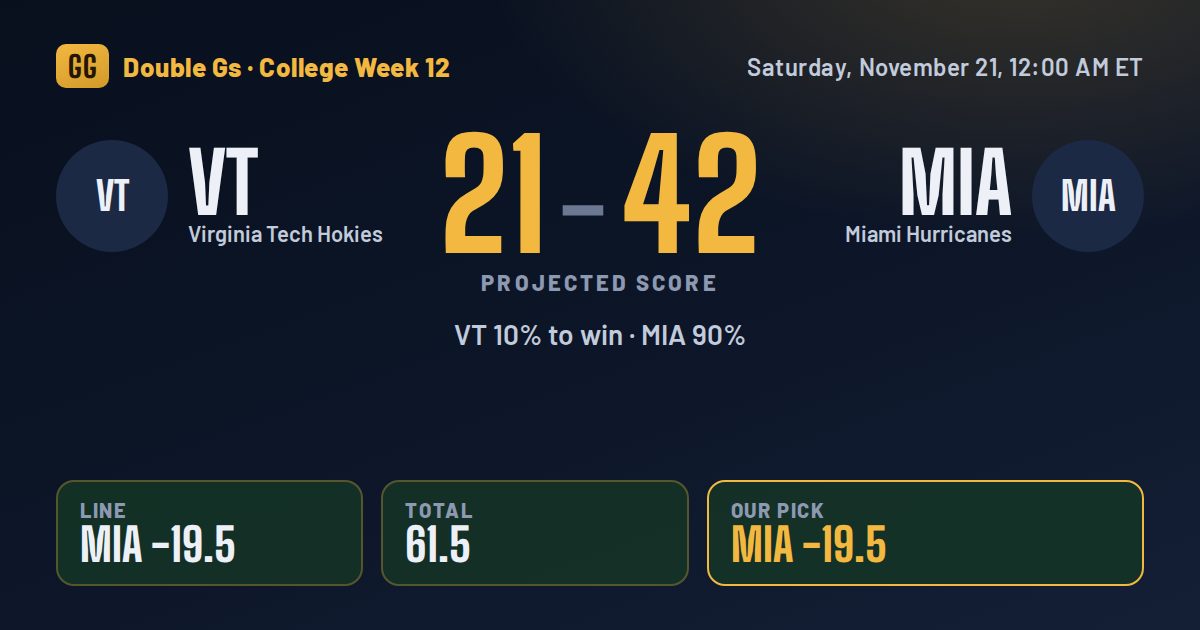 GG Double Gs · College Week 12
Saturday, November 21, 12:00 AM ET
VT
VT
Virginia Tech Hokies
21 – 42
PROJECTED SCORE
VT 10% to win · MIA 90%
MIA
Miami Hurricanes
MIA
LINE
MIA –19.5
TOTAL
61.5
OUR PICK
MIA –19.5